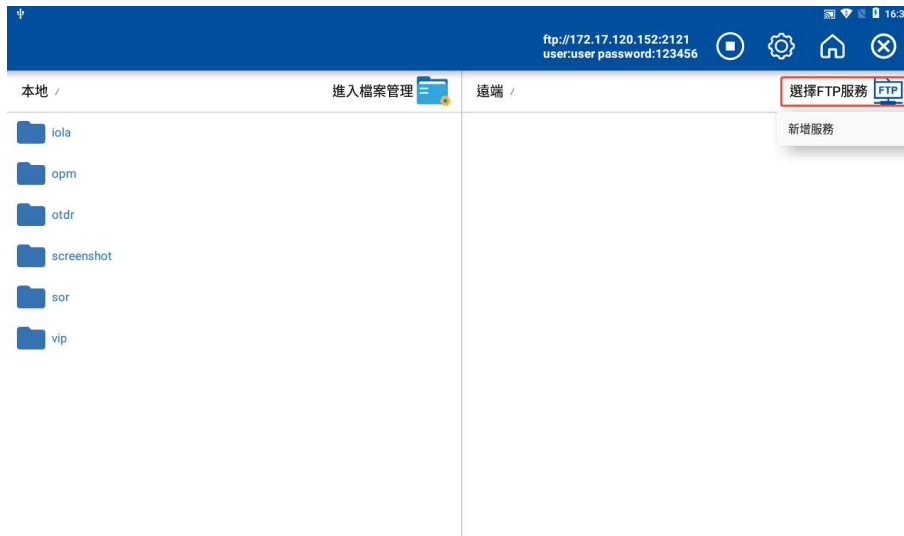 16:3
ftp://172.17.120.152:2121
user:user password:123456
本地 /
進入檔案管理
遠端 /
選擇FTP服務
FTP
新增服務
iola
opm
otdr
screenshot
sor
vip